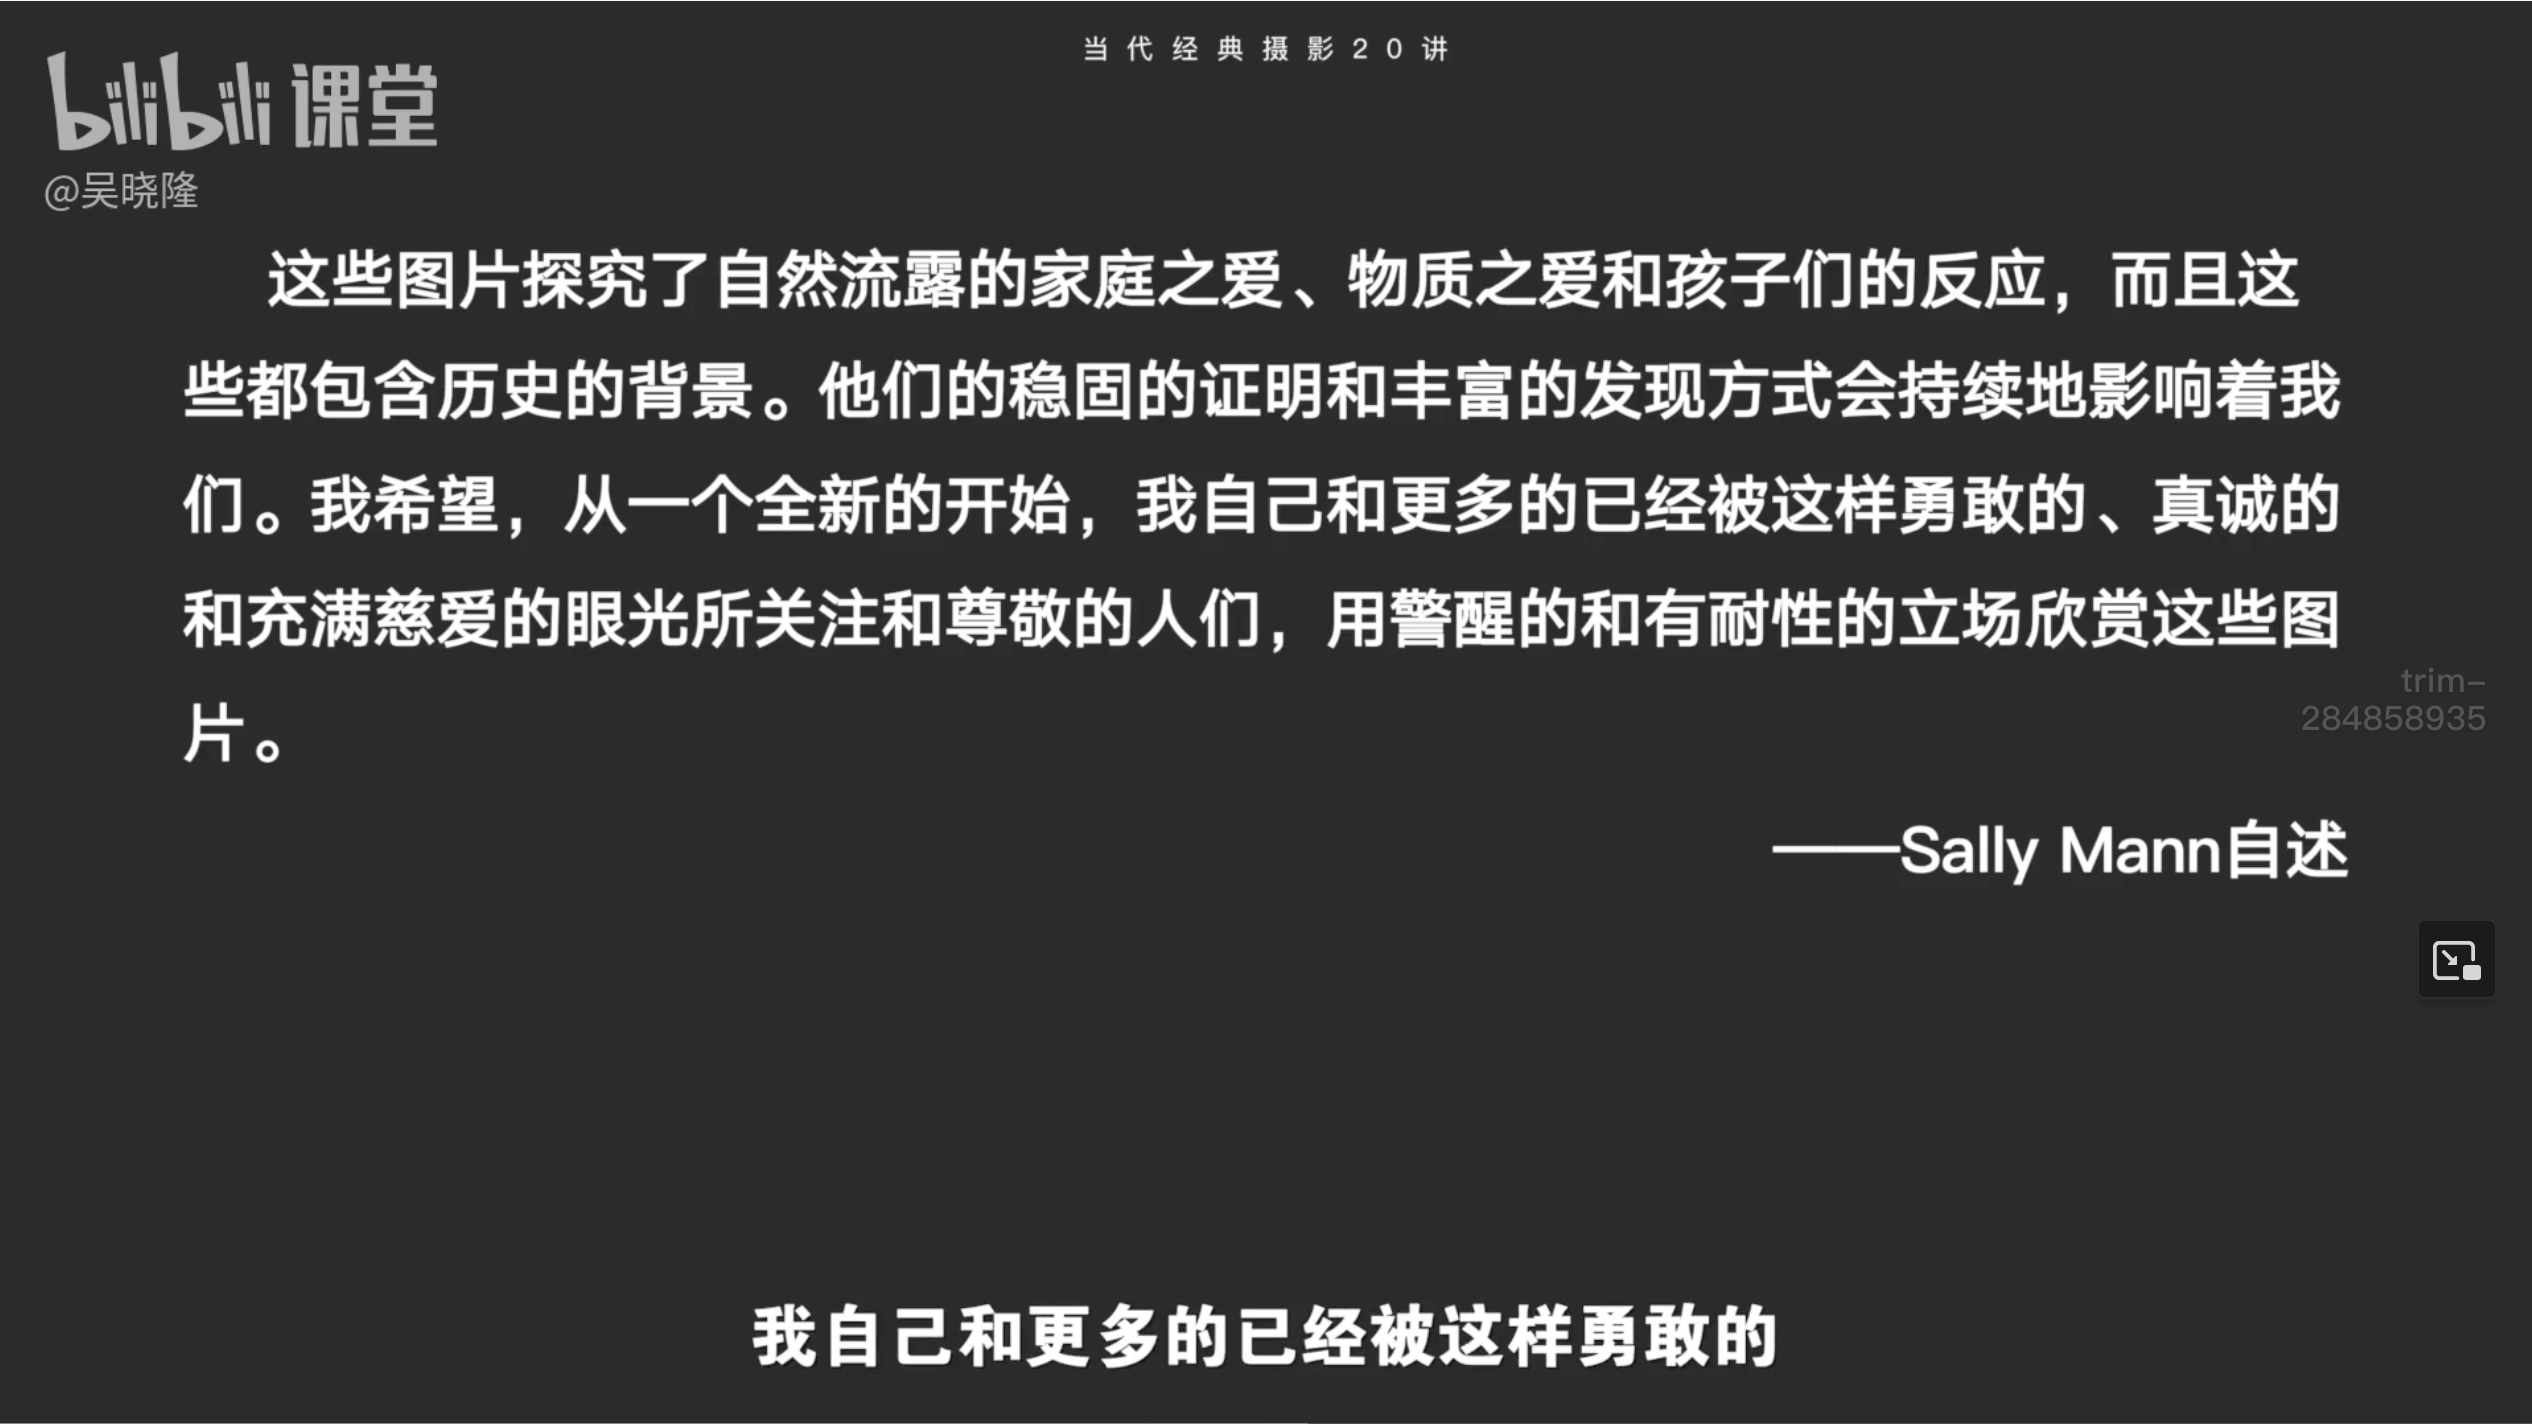 当代经典摄影20讲
bilibili 课堂
@吴晓隆
这些图片探究了自然流露的家庭之爱、物质之爱和孩子们的反应，而且这
些都包含历史的背景。他们的稳固的证明和丰富的发现方式会持续地影响着我
们。我希望，从一个全新的开始，我自己和更多的已经被这样勇敢的、真诚的
和充满慈爱的眼光所关注和尊敬的人们，用警醒的和有耐性的立场欣赏这些图
片。
trim-
284858935
——Sally Mann自述
我自己和更多的已经被这样勇敢的